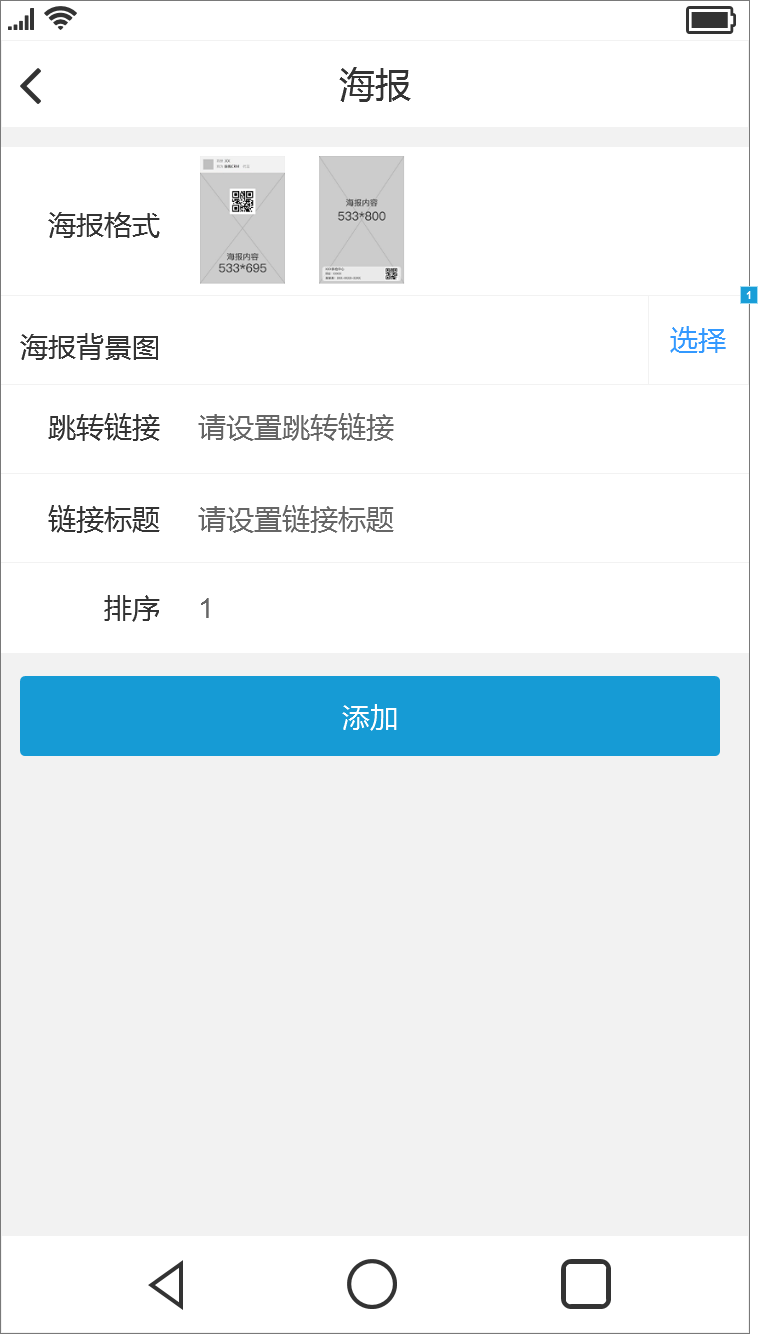 海报
海报格式
海报内容
533*695
海报内容
533*800
1
海报背景图
选择
跳转链接
请设置跳转链接
链接标题
请设置链接标题
排序
1
添加